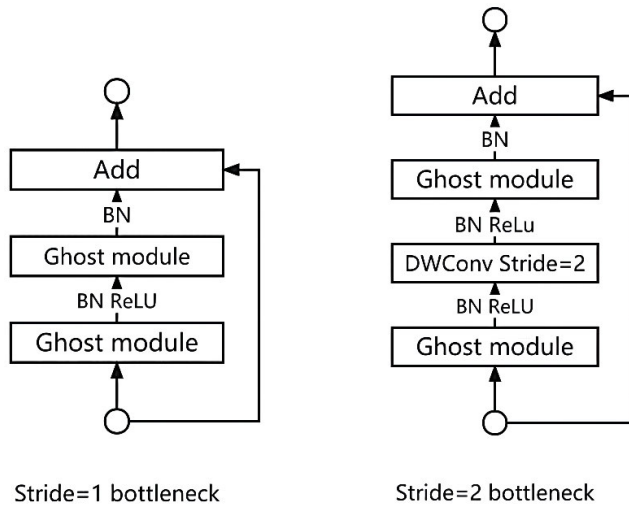 Add
BN
Ghost module
BN ReLU
Ghost module
Stride=1 bottleneck
Add
BN
Ghost module
BN ReLu
DWConv Stride=2
BN ReLU
Ghost module
Stride=2 bottleneck